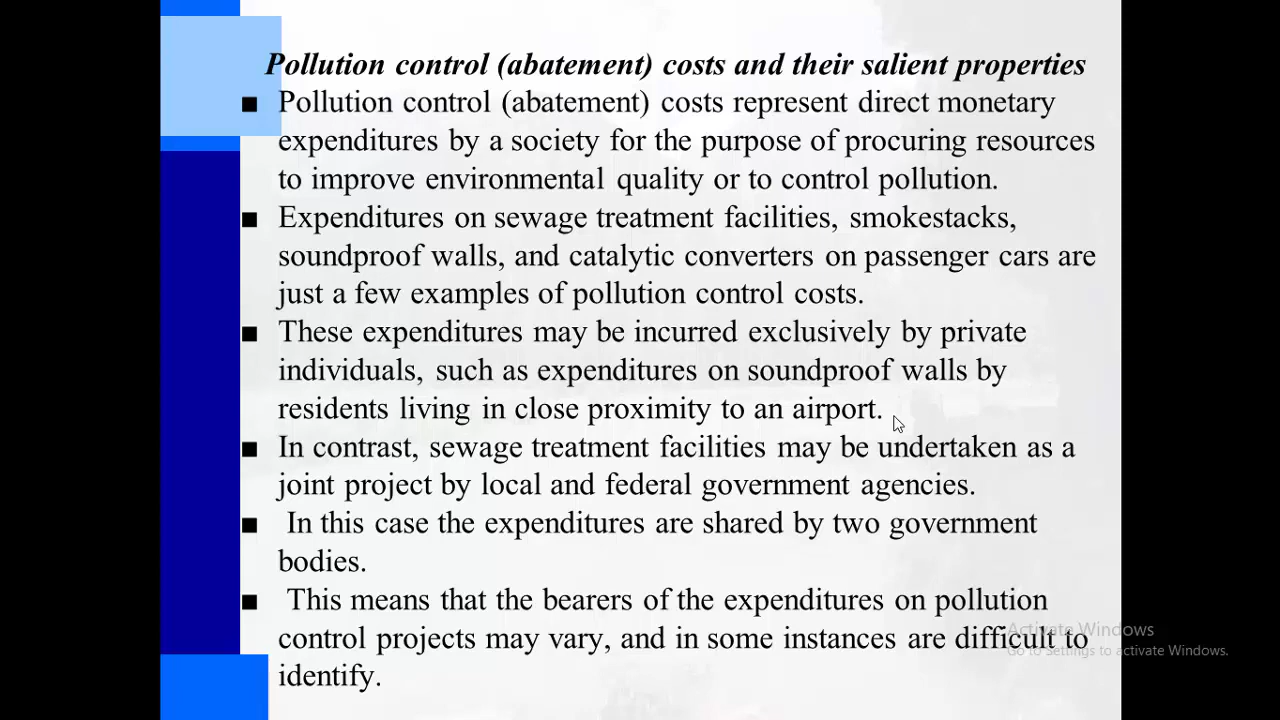 Pollution control (abatement) costs and their salient properties
■ Pollution control (abatement) costs represent direct monetary
expenditures by a society for the purpose of procuring resources
to improve environmental quality or to control pollution.
■ Expenditures on sewage treatment facilities, smokestacks,
soundproof walls, and catalytic converters on passenger cars are
just a few examples of pollution control costs.
■ These expenditures may be incurred exclusively by private
individuals, such as expenditures on soundproof walls by
residents living in close proximity to an airport.
■ In contrast, sewage treatment facilities may be undertaken as a
joint project by local and federal government agencies.
■ In this case the expenditures are shared by two government
bodies.
■ This means that the bearers of the expenditures on pollution
control projects may vary, and in some instances are difficult to
identify.
Activate Windows
Go to Settings to activate Windows.